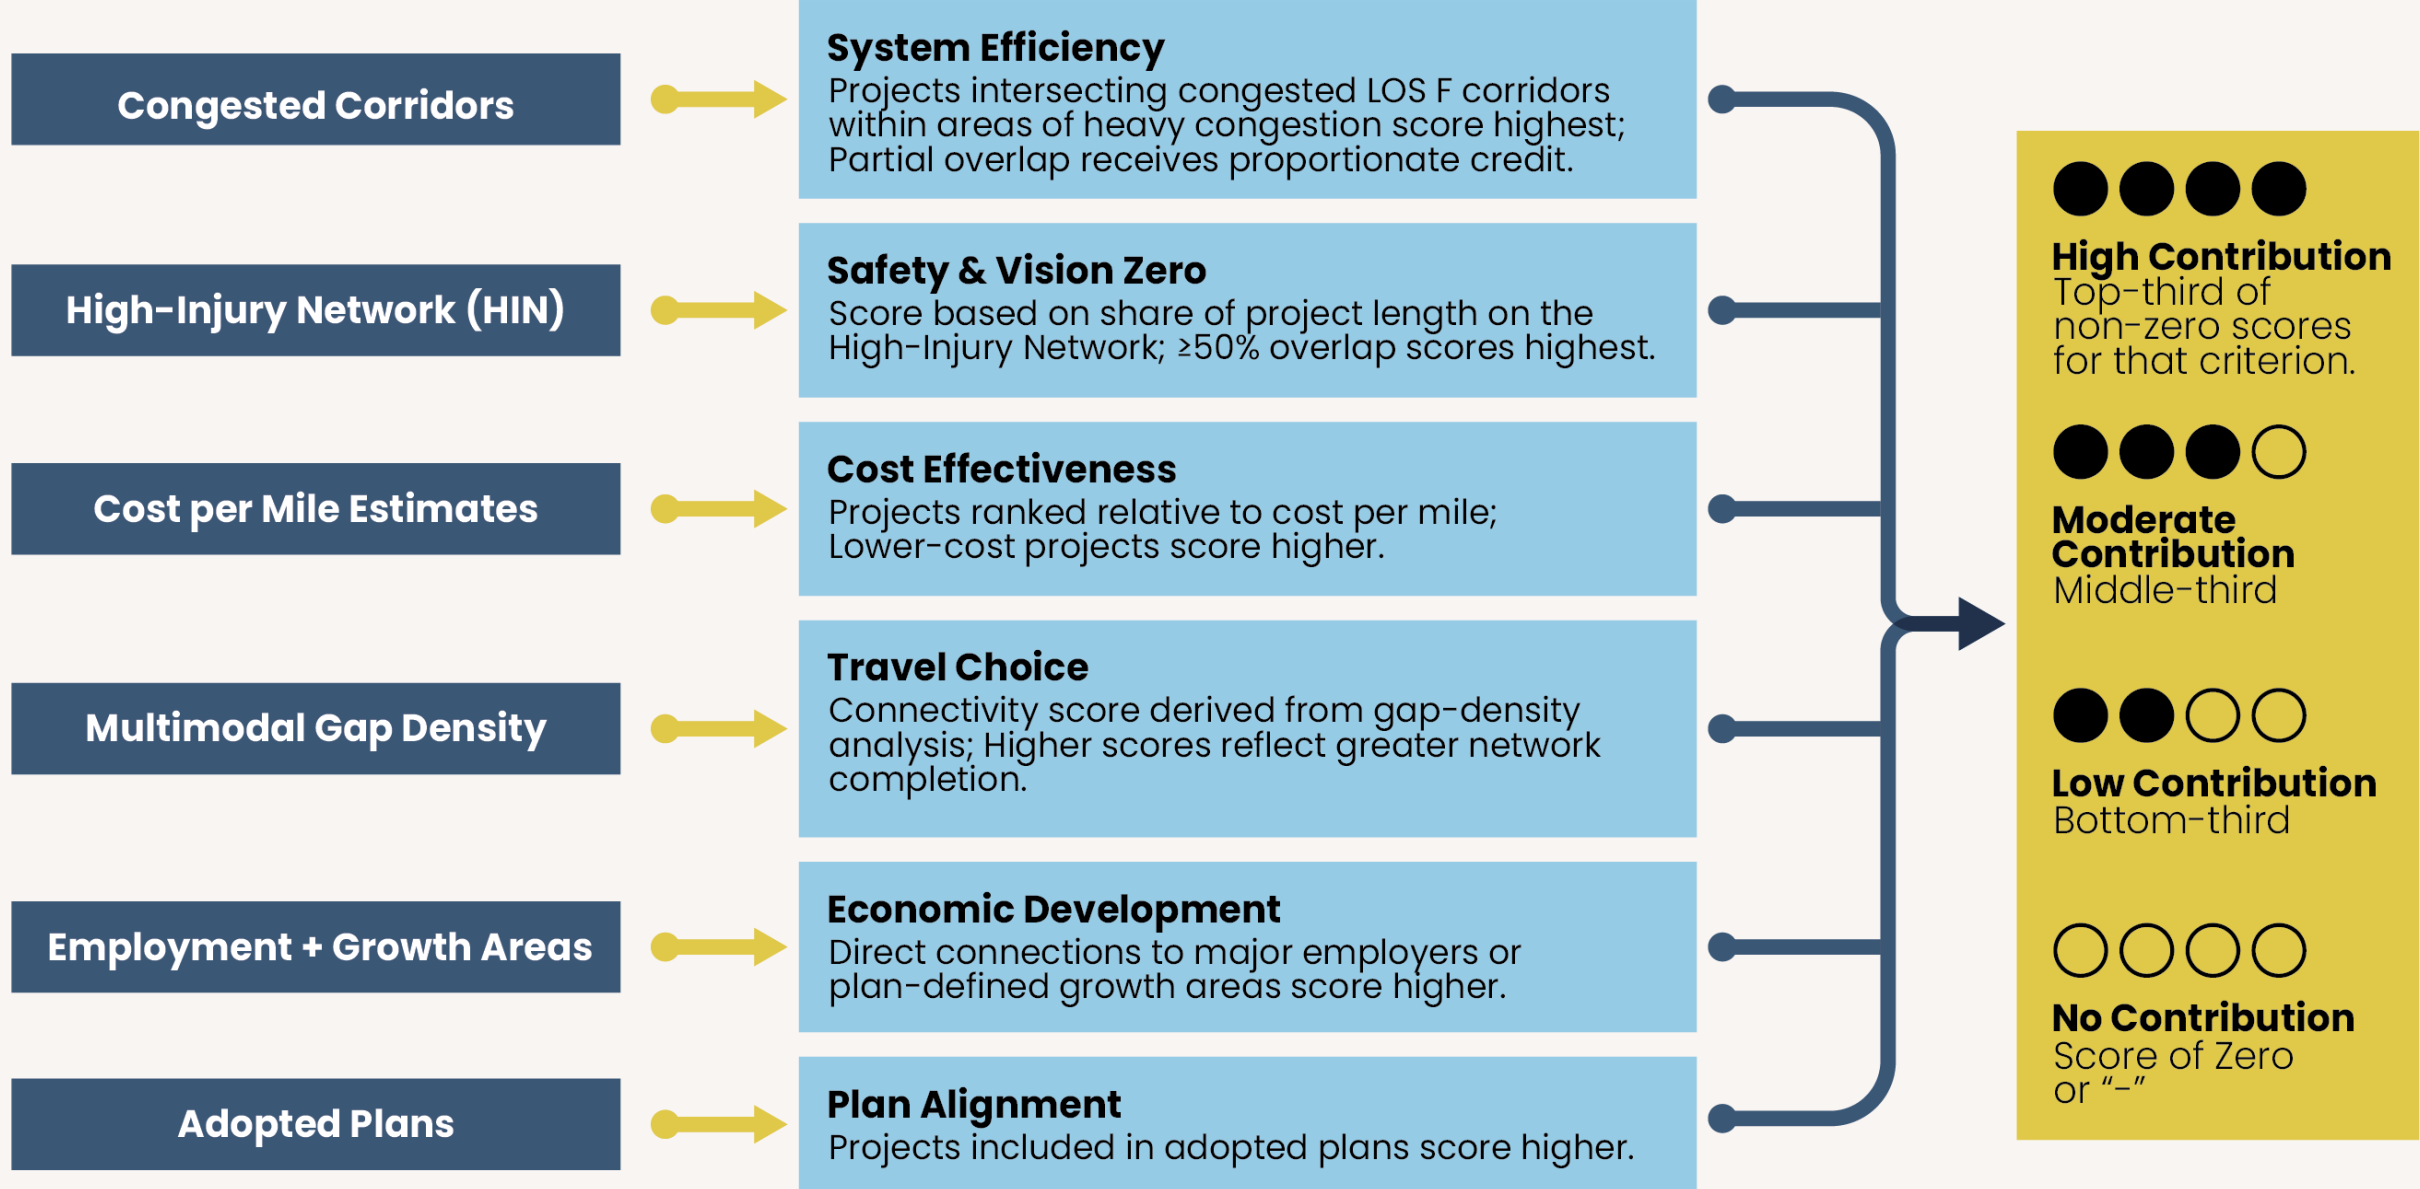 Congested Corridors
System Efficiency
Projects intersecting congested LOS F corridors
within areas of heavy congestion score highest;
Partial overlap receives proportionate credit.
High-Injury Network (HIN)
Safety & Vision Zero
Score based on share of project length on the
High-Injury Network; ≥50% overlap scores highest.
Cost per Mile Estimates
Cost Effectiveness
Projects ranked relative to cost per mile;
Lower-cost projects score higher.
Multimodal Gap Density
Travel Choice
Connectivity score derived from gap-density
analysis; Higher scores reflect greater network
completion.
Employment + Growth Areas
Economic Development
Direct connections to major employers or
plan-defined growth areas score higher.
Adopted Plans
Plan Alignment
Projects included in adopted plans score higher.
High Contribution
Top-third of
non-zero scores
for that criterion.
Moderate
Contribution
Middle-third
Low Contribution
Bottom-third
No Contribution
Score of Zero
or “-”